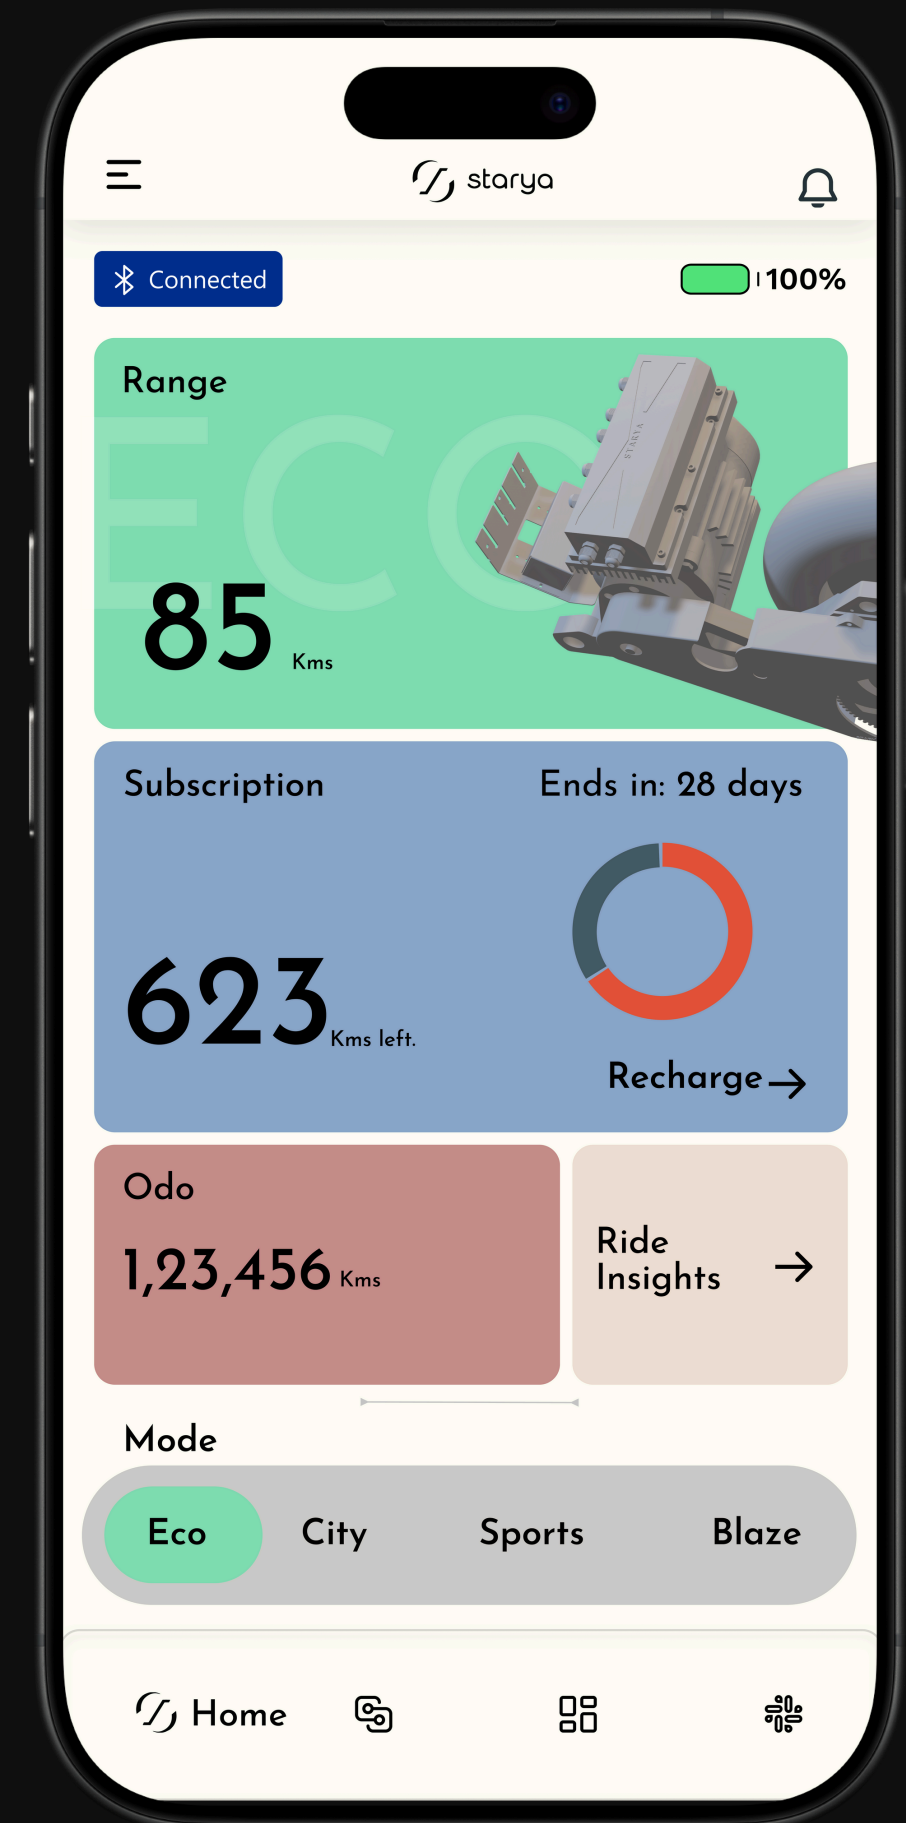 starya
Connected
100%
Range
ECO
STARYA
85 Kms
Subscription
Ends in: 28 days
623 Kms left.
Recharge
Odo
1,23,456 Kms
Ride
Insights
Mode
Eco
City
Sports
Blaze
Home